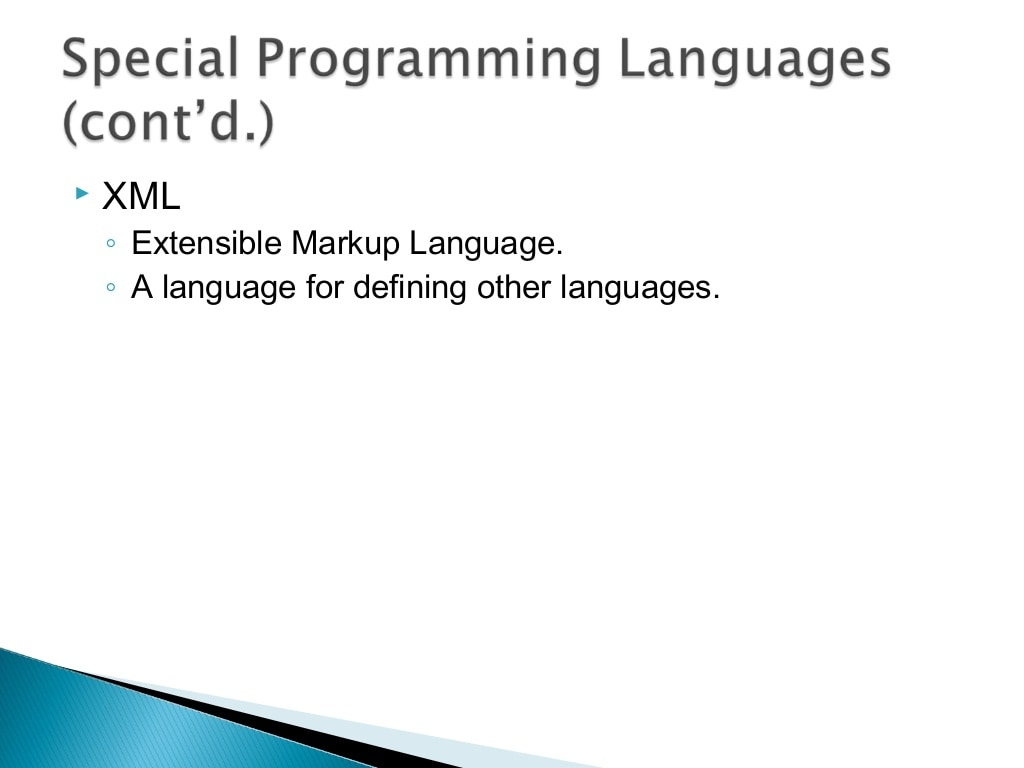 Special Programming Languages
(cont’d.)
XML
Extensible Markup Language.
A language for defining other languages.